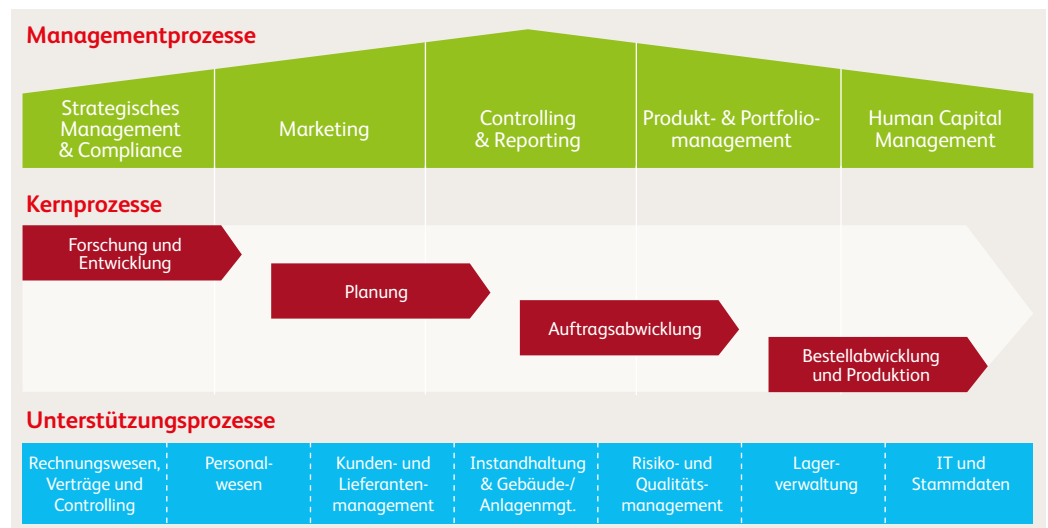 Managementprozesse
Strategisches
Management
& Compliance
Marketing
Controlling
& Reporting
Produkt- & Portfolio-
management
Human Capital
Management
Kernprozesse
Forschung und
Entwicklung
Planung
Auftragsabwicklung
Bestellabwicklung
und Produktion
Unterstützungsprozesse
Rechnungswesen,
Verträge und
Controlling
Personal-
wesen
Kunden- und
Lieferanten-
management
Instandhaltung
& Gebäude-/
Anlagenmgt.
Risiko- und
Qualitäts-
management
Lager-
verwaltung
IT und
Stammdaten